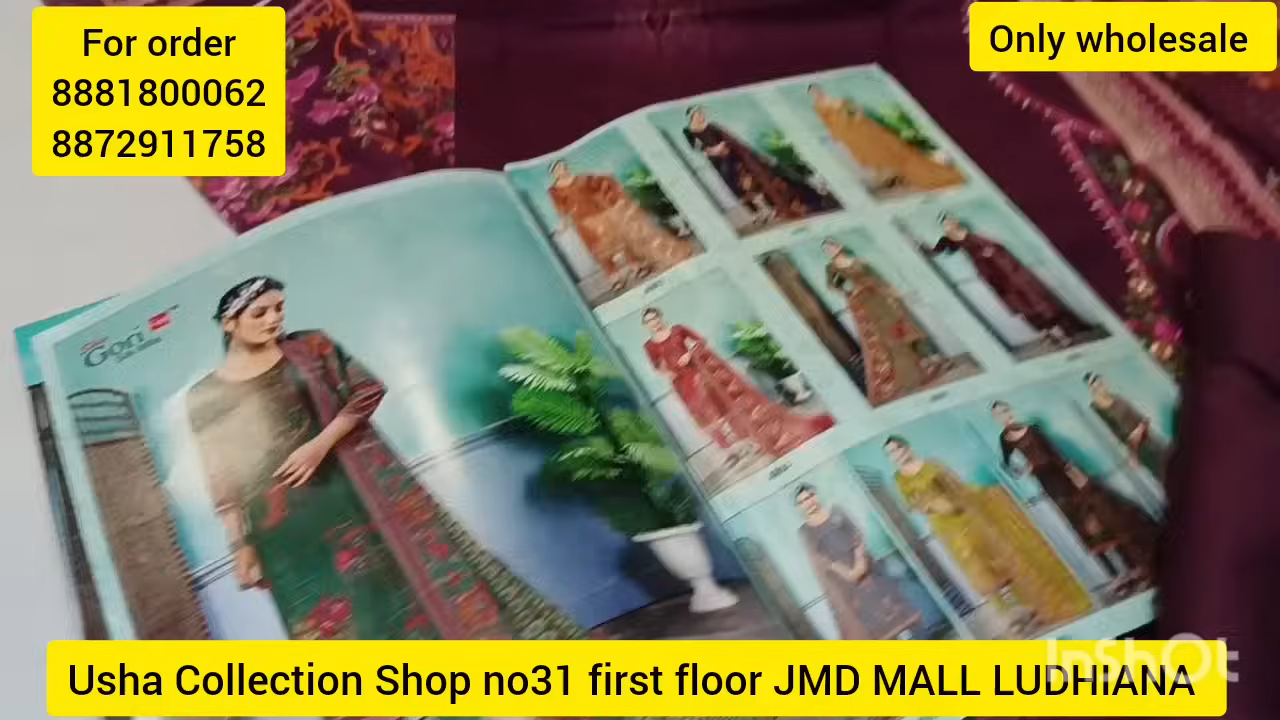 For order
8881800062
8872911758
Only wholesale
Gori
Usha Collection Shop no31 first floor JMD MALL LUDHIANA
InShOt